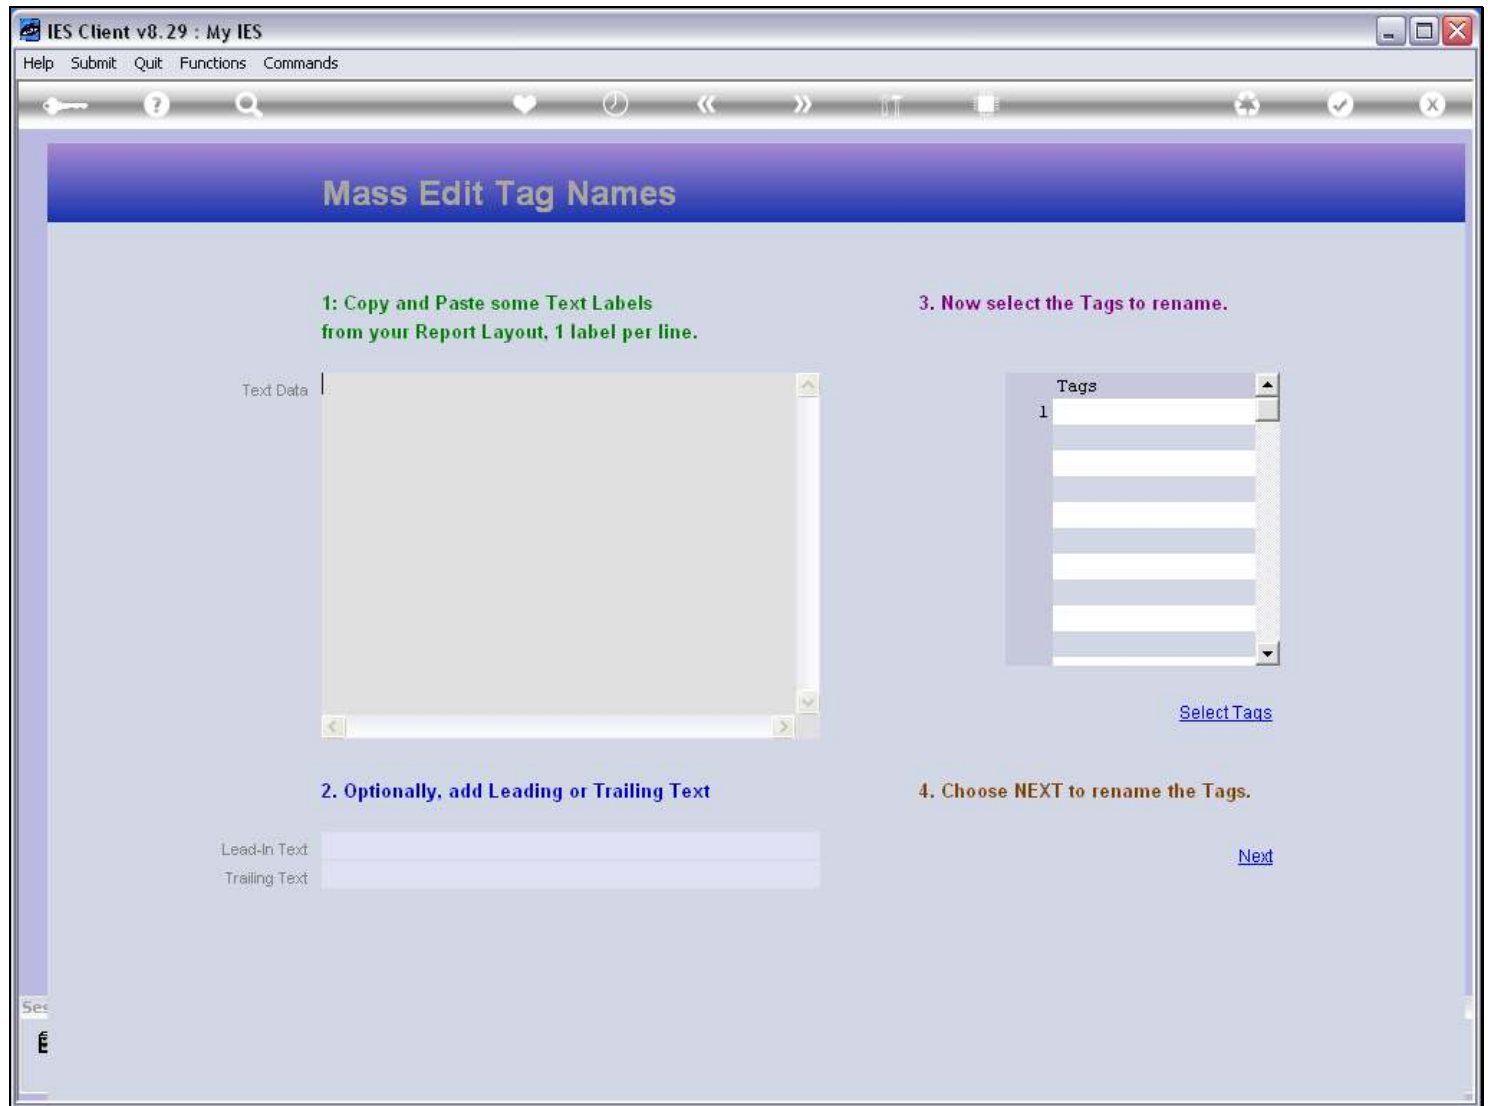 IES Client v8.29 : My IES
Help Submit Quit Functions Commands
Mass Edit Tag Names
1: Copy and Paste some Text Labels
from your Report Layout, 1 label per line.
3. Now select the Tags to rename.
Text Data
Tags
1
Select Tags
2. Optionally, add Leading or Trailing Text
4. Choose NEXT to rename the Tags.
Lead-In Text
Next
Trailing Text